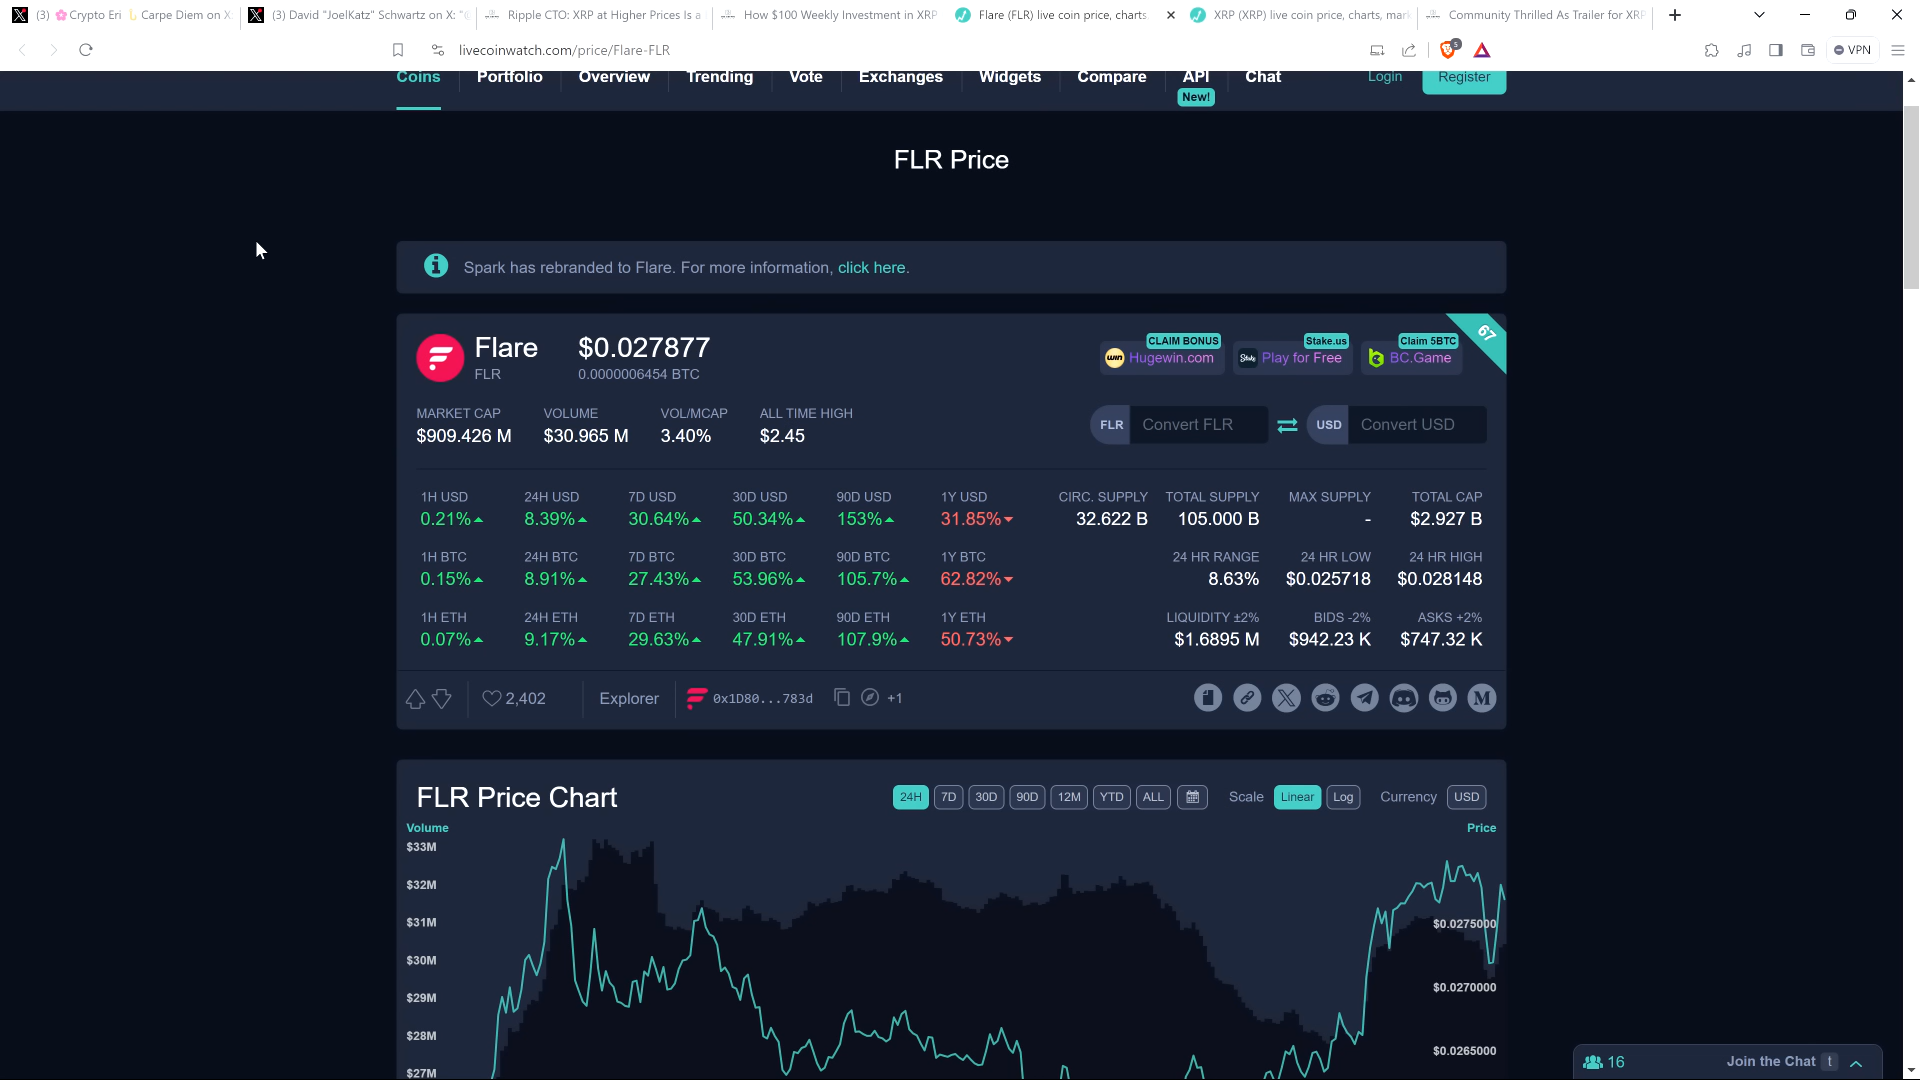 (3) 🌸Crypto Eri 👆Carpe Diem on X:
(3) David "JoelKatz" Schwartz on X: "@
Ripple CTO: XRP at Higher Prices Is a
How $100 Weekly Investment in XRP
Flare (FLR) live coin price, charts,
XRP (XRP) live coin price, charts, mark
Community Thrilled As Trailer for XRP
livecoinwatch.com/price/Flare-FLR
5
VPN
Coins Portfolio Overview Trending Vote Exchanges Widgets Compare API Chat Login Register
New!
FLR Price
Spark has rebranded to Flare. For more information, click here.
67
CLAIM BONUS Stake.us Claim 5BTC
Flare $0.027877 Hugewin.com Play for Free BC.Game
FLR 0.0000006454 BTC
MARKET CAP VOLUME VOL/MCAP ALL TIME HIGH
$909.426 M $30.965 M 3.40% $2.45
FLR Convert FLR USD Convert USD
1H USD 24H USD 7D USD 30D USD 90D USD 1Y USD CIRC. SUPPLY TOTAL SUPPLY MAX SUPPLY TOTAL CAP
0.21% 8.39% 30.64% 50.34% 153% 31.85% 32.622 B 105.000 B - $2.927 B
1H BTC 24H BTC 7D BTC 30D BTC 90D BTC 1Y BTC 24 HR RANGE 24 HR LOW 24 HR HIGH
0.15% 8.91% 27.43% 53.96% 105.7% 62.82% 8.63% $0.025718 $0.028148
1H ETH 24H ETH 7D ETH 30D ETH 90D ETH 1Y ETH LIQUIDITY ±2% BIDS -2% ASKS +2%
0.07% 9.17% 29.63% 47.91% 107.9% 50.73% $1.6895 M $942.23 K $747.32 K
2,402 Explorer 0x1D80...783d +1
FLR Price Chart 24H 7D 30D 90D 12M YTD ALL Scale Linear Log Currency USD
Volume Price
$33M
$32M
$31M $0.0275000
$30M
$29M $0.0270000
$28M
$0.0265000
$27M
16 Join the Chat t